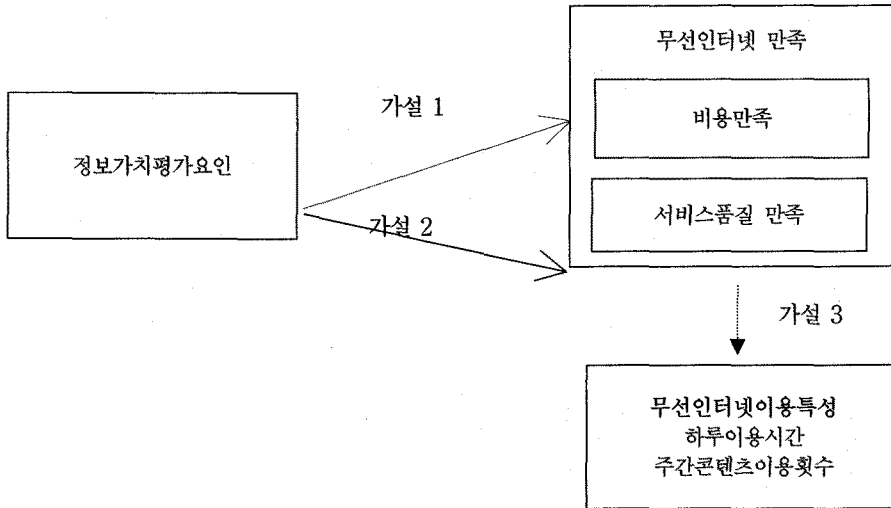 무선인터넷 만족
가설 1
비용만족
정보가치평가요인
서비스품질 만족
가설 2
가설 3
무선인터넷이용특성
하루이용시간
주간콘텐츠이용횟수